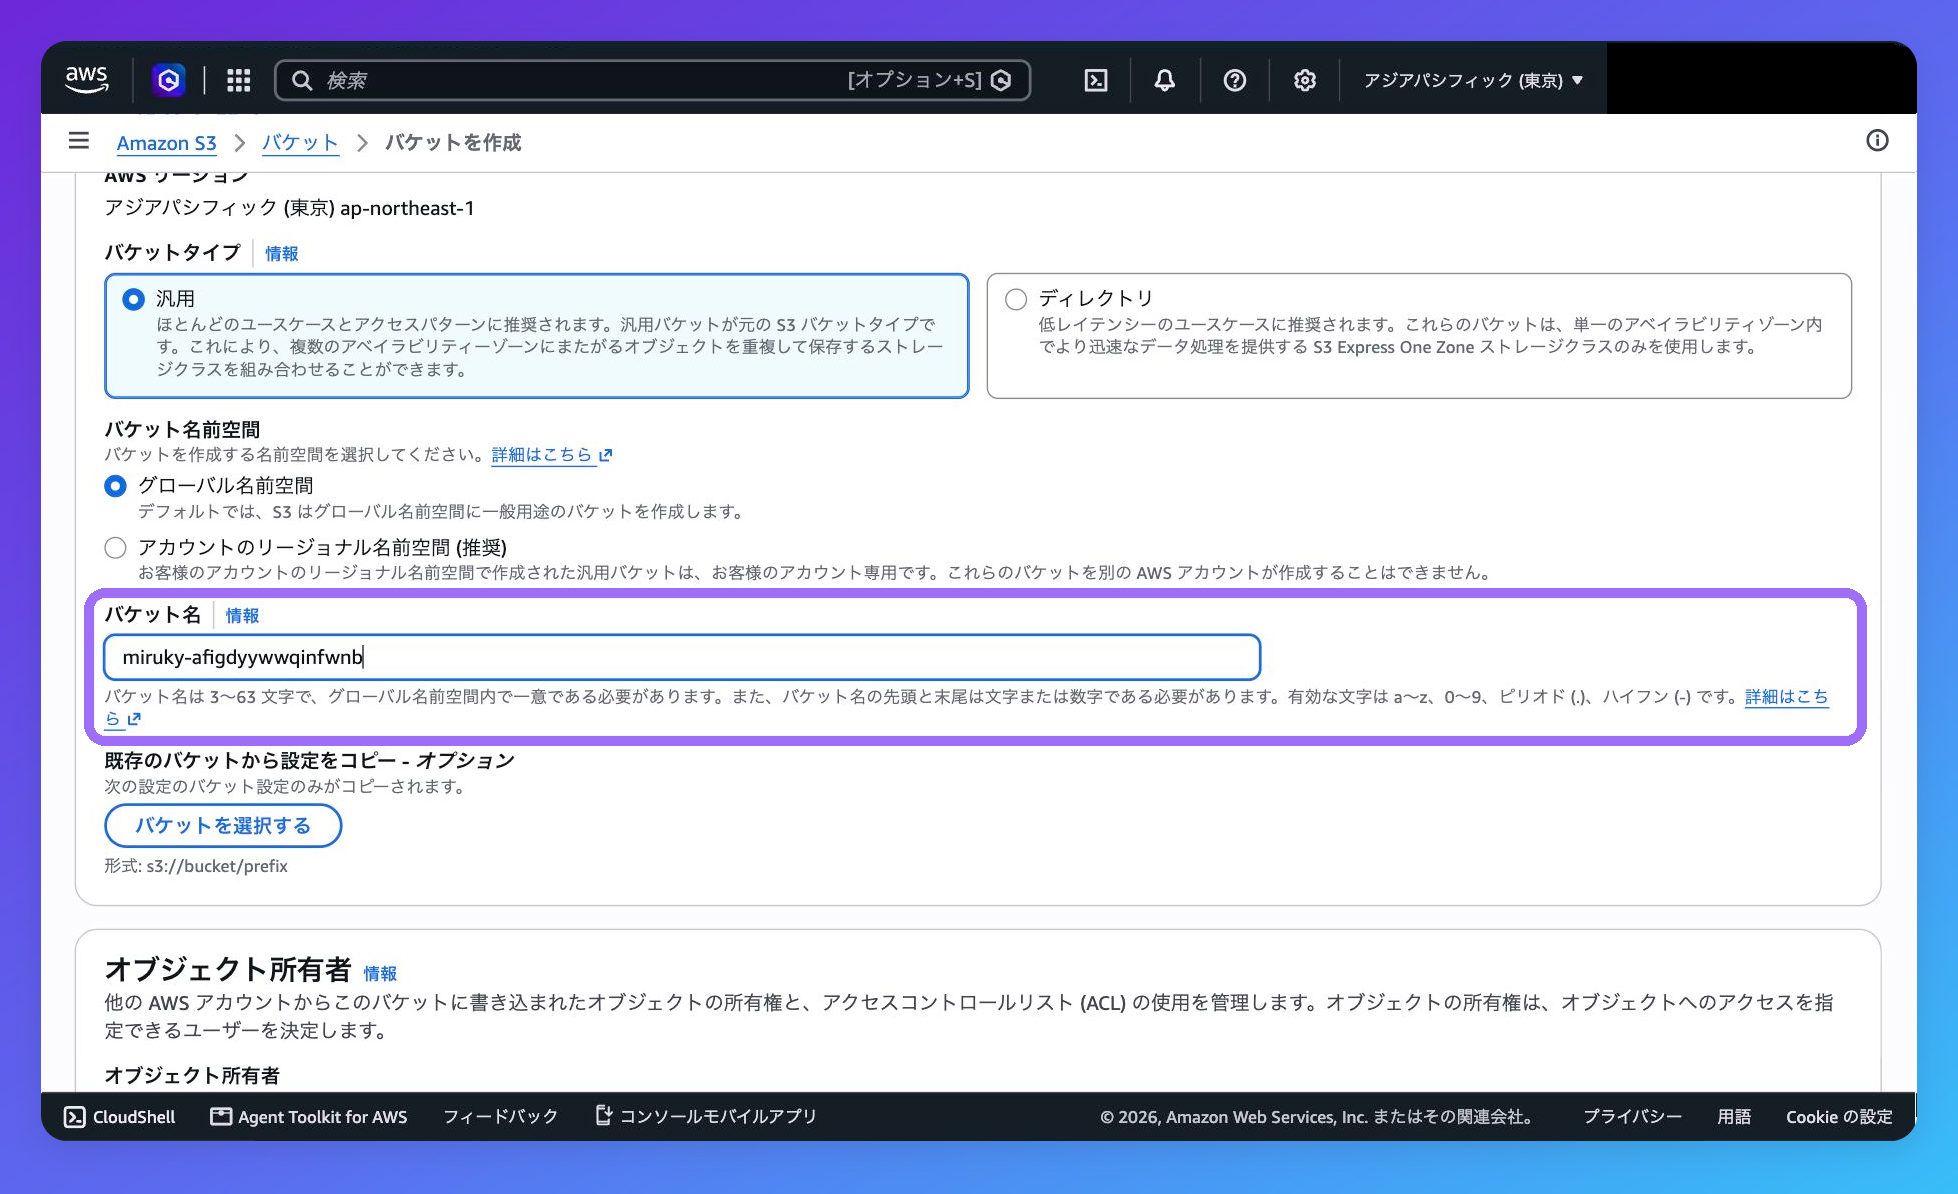 aws
検索
[オプション+S]
アジアパシフィック (東京) ▼
Amazon S3 > バケット > バケットを作成
AWS リージョン
アジアパシフィック (東京) ap-northeast-1
バケットタイプ 情報
汎用
ほとんどのユースケースとアクセスパターンに推奨されます。汎用バケットが元の S3 バケットタイプで
す。これにより、複数のアベイラビリティーゾーンにまたがるオブジェクトを重複して保存するストレー
ジクラスを組み合わせることができます。
ディレクトリ
低レイテンシーのユースケースに推奨されます。これらのバケットは、単一のアベイラビリティゾーン内
でより迅速なデータ処理を提供する S3 Express One Zone ストレージクラスのみを使用します。
バケット名前空間
バケットを作成する名前空間を選択してください。詳細はこちら
グローバル名前空間
デフォルトでは、S3 はグローバル名前空間に一般用途のバケットを作成します。
アカウントのリージョナル名前空間 (推奨)
お客様のアカウントのリージョナル名前空間で作成された汎用バケットは、お客様のアカウント専用です。これらのバケットを別の AWS アカウントが作成することはできません。
バケット名 情報
miruky-afigdyywwqinfwnb
バケット名は 3～63 文字で、グローバル名前空間内で一意である必要があります。また、バケット名の先頭と末尾は文字または数字である必要があります。有効な文字は a～z、0～9、ピリオド (.)、ハイフン (-) です。詳細はこち
ら
既存のバケットから設定をコピー - オプション
次の設定のバケット設定のみがコピーされます。
バケットを選択する
形式: s3://bucket/prefix
オブジェクト所有者 情報
他の AWS アカウントからこのバケットに書き込まれたオブジェクトの所有権と、アクセスコントロールリスト (ACL) の使用を管理します。オブジェクトの所有権は、オブジェクトへのアクセスを指
定できるユーザーを決定します。
オブジェクト所有者
CloudShell Agent Toolkit for AWS フィードバック コンソールモバイルアプリ © 2026, Amazon Web Services, Inc. またはその関連会社。 プライバシー 用語 Cookie の設定